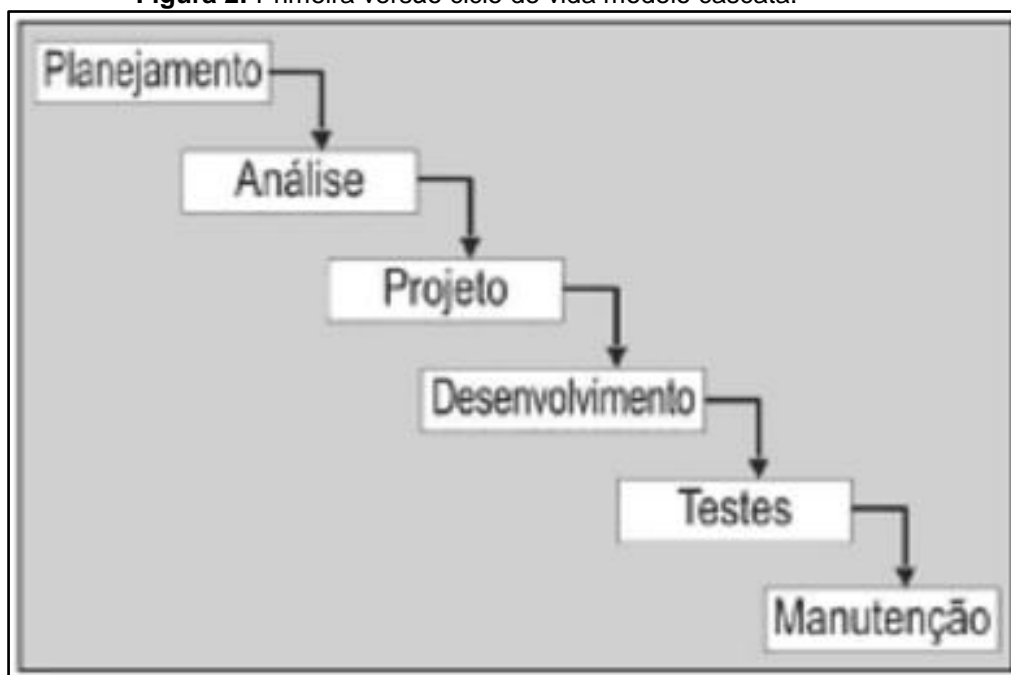 Figura 2. Primeira versão ciclo de vida modelo cascata.
Planejamento
Análise
Projeto
Desenvolvimento
Testes
Manutenção